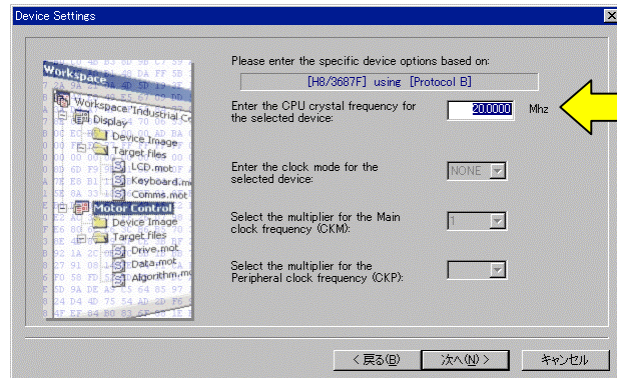 Device Settings
Please enter the specific device options based on:
[H8/3687F] using [Protocol B]
Enter the CPU crystal frequency for
the selected device:
20.0000 Mhz
Enter the clock mode for the
selected device:
NONE
Select the multiplier for the Main
clock frequency (CKM):
1
Select the multiplier for the
Peripheral clock frequency (CKP):
Workspace
Workspace 'Industrial Co
Display
Device Image
Target files
LCD.mot
Keyboard.m
Comms.mot
Motor Control
Device Image
Target files
Drive.mot
Data.mot
Algorithm.mo
< 戻る(B)
次へ(N) >
キャンセル